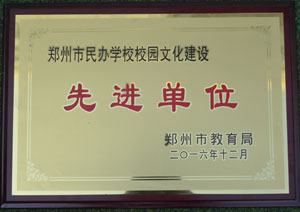 郑州市民办学校校园文化建设
先进单位
郑州市教育局
二〇一六年十二月